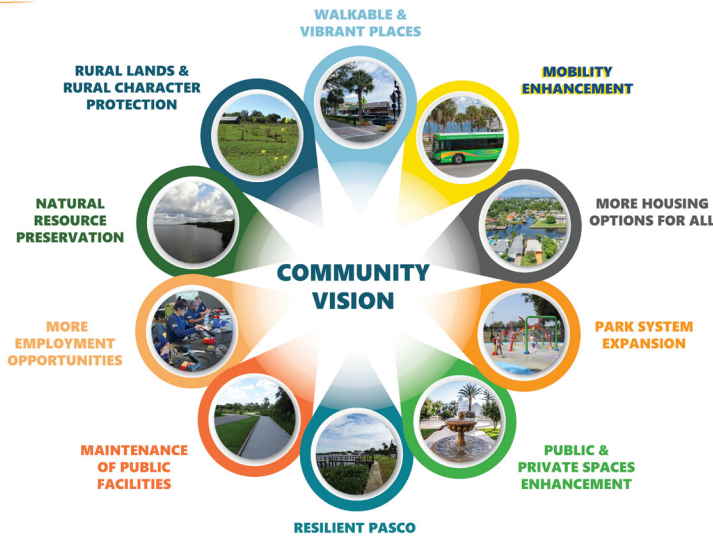 WALKABLE &
VIBRANT PLACES
MOBILITY
ENHANCEMENT
MORE HOUSING
OPTIONS FOR ALL
PARK SYSTEM
EXPANSION
PUBLIC &
PRIVATE SPACES
ENHANCEMENT
RESILIENT PASCO
MAINTENANCE
OF PUBLIC
FACILITIES
MORE
EMPLOYMENT
OPPORTUNITIES
NATURAL
RESOURCE
PRESERVATION
RURAL LANDS &
RURAL CHARACTER
PROTECTION
COMMUNITY
VISION